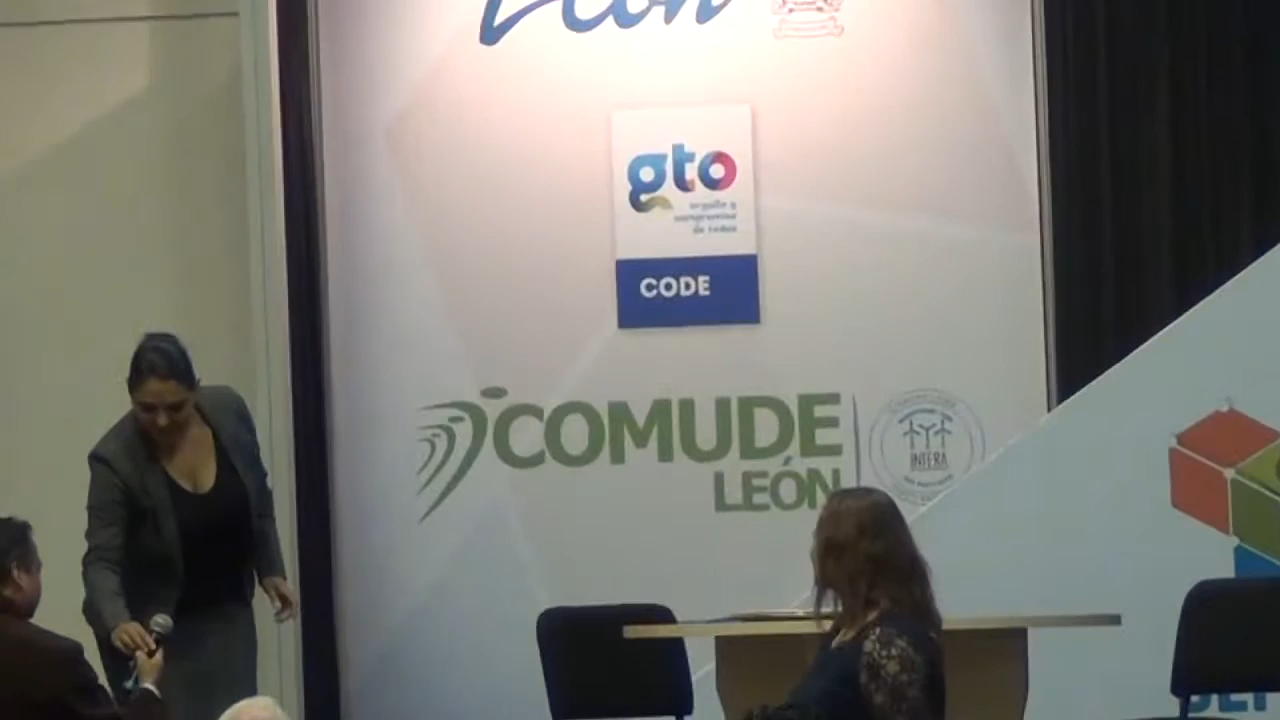 León
gto
orgullo y
compromiso
de todos
CODE
COMUDE
LEÓN
INTERA